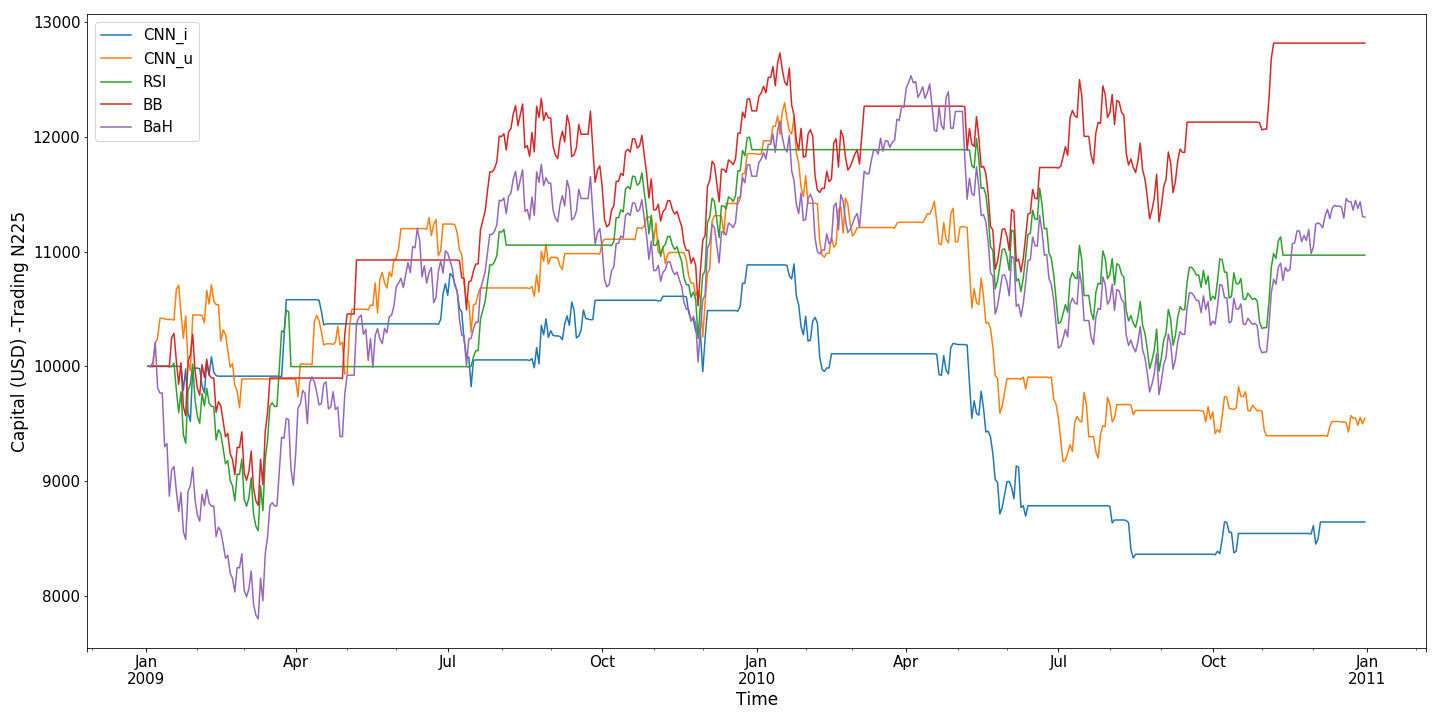 Capital (USD) -Trading N225
13000
12000
11000
10000
9000
8000
CNN_i
CNN_u
RSI
BB
BaH
Jan Apr Jul Oct Jan Apr Jul Oct Jan
2009 2010 2011
Time